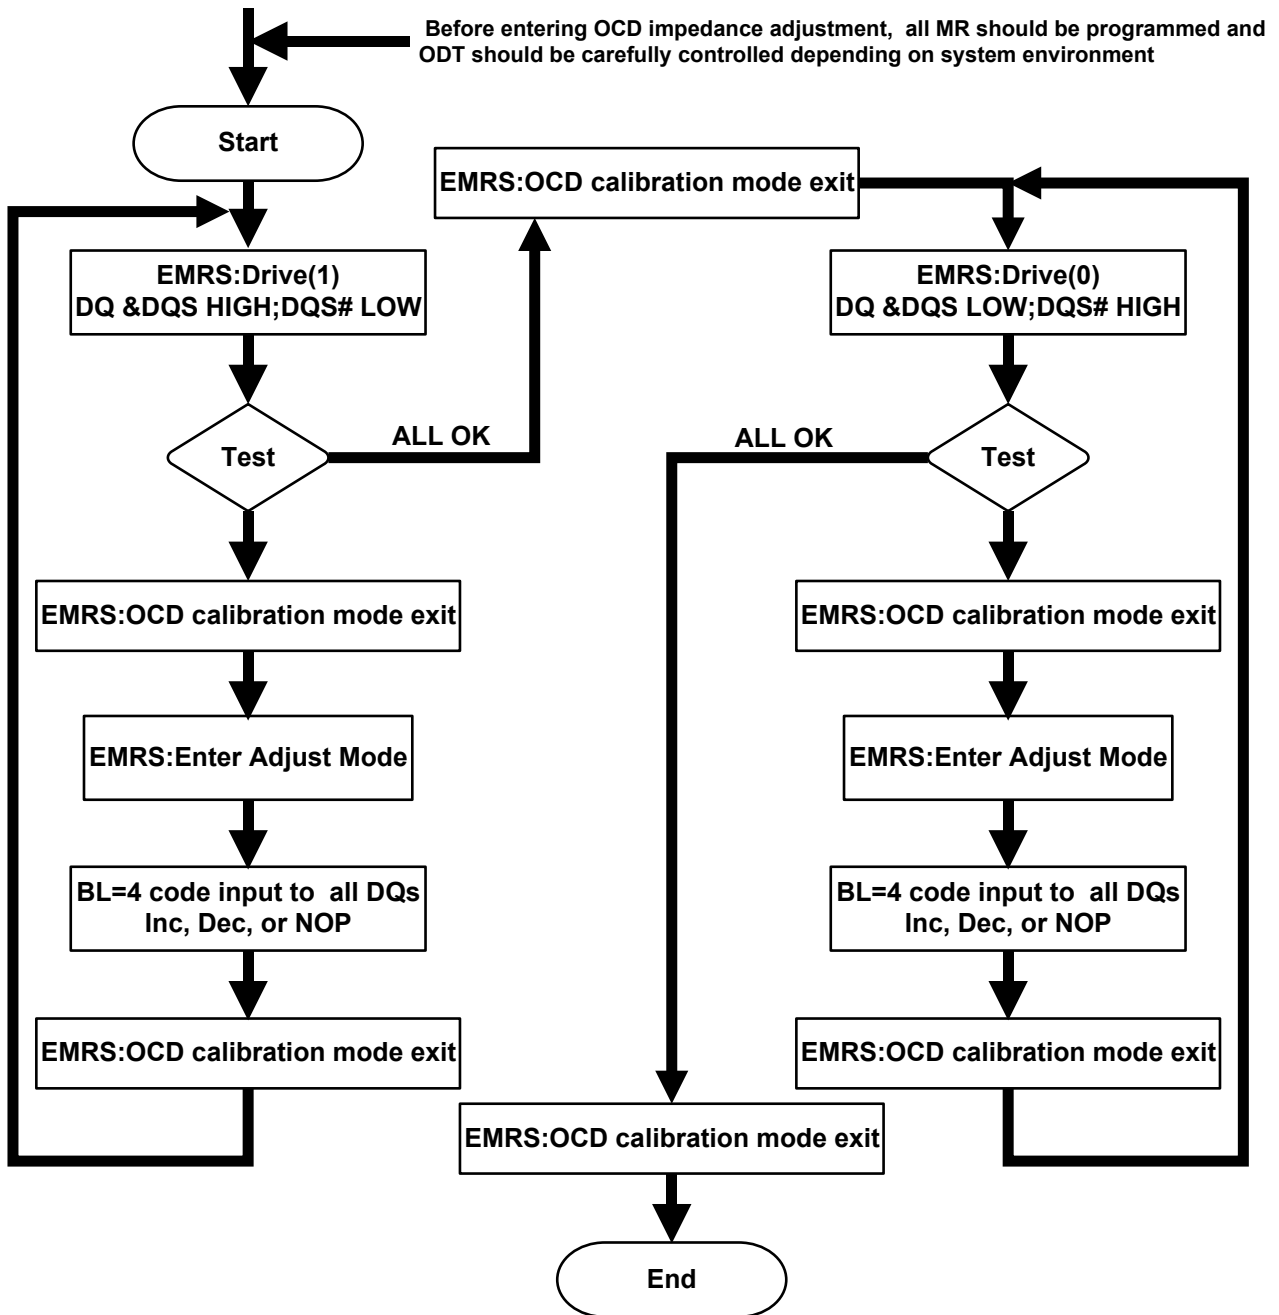 Before entering OCD impedance adjustment, all MR should be programmed and
ODT should be carefully controlled depending on system environment
Start
EMRS:OCD calibration mode exit
EMRS:Drive(1)
DQ &DQS HIGH;DQS# LOW
EMRS:Drive(0)
DQ &DQS LOW;DQS# HIGH
ALL OK
ALL OK
Test
Test
EMRS:OCD calibration mode exit
EMRS:OCD calibration mode exit
EMRS:Enter Adjust Mode
EMRS:Enter Adjust Mode
BL=4 code input to all DQs
Inc, Dec, or NOP
BL=4 code input to all DQs
Inc, Dec, or NOP
EMRS:OCD calibration mode exit
EMRS:OCD calibration mode exit
EMRS:OCD calibration mode exit
End